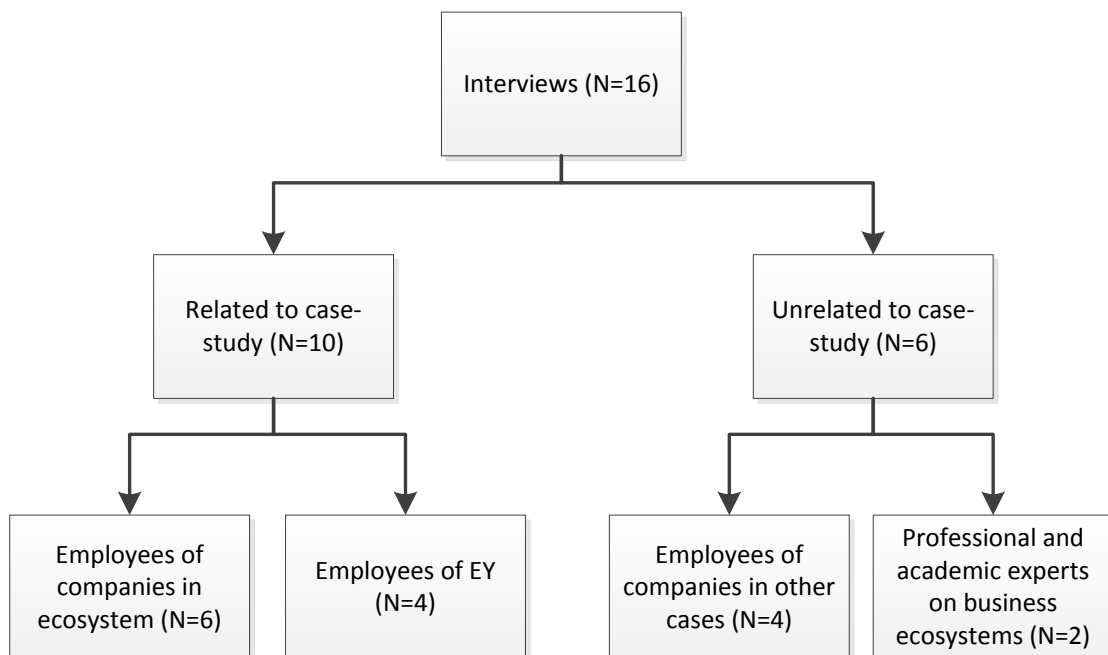 Interviews (N=16)
Related to case-
study (N=10)
Unrelated to case-
study (N=6)
Employees of
companies in
ecosystem (N=6)
Employees of EY
(N=4)
Employees of
companies in other
cases (N=4)
Professional and
academic experts
on business
ecosystems (N=2)